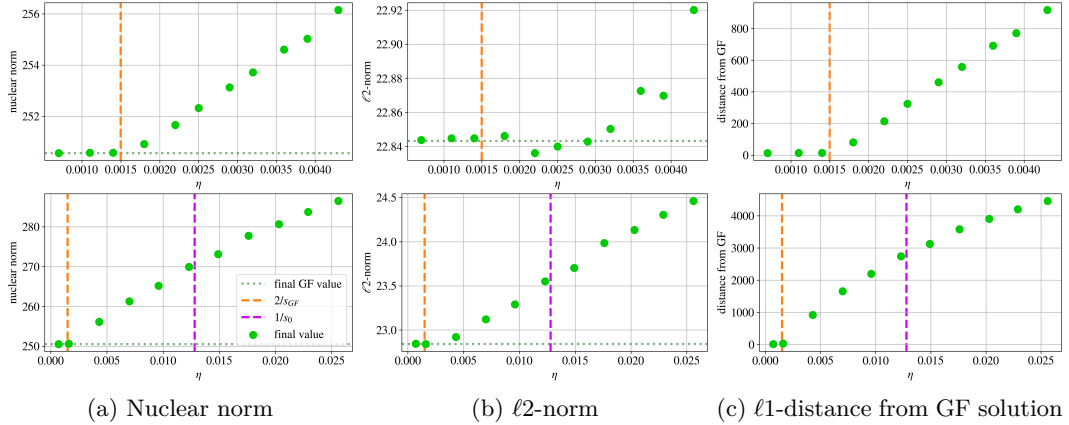 256
254
252
nuclear norm
0.0010 0.0015 0.0020 0.0025 0.0030 0.0035 0.0040
η
22.92
22.90
22.88
22.86
22.84
ℓ2-norm
0.0010 0.0015 0.0020 0.0025 0.0030 0.0035 0.0040
η
800
600
400
200
0
distance from GF
0.0010 0.0015 0.0020 0.0025 0.0030 0.0035 0.0040
η
280
270
260
250
nuclear norm
0.000 0.005 0.010 0.015 0.020 0.025
η
final GF value
2/s_GF
1/s_0
final value
24.5
24.0
23.5
23.0
ℓ2-norm
0.000 0.005 0.010 0.015 0.020 0.025
η
4000
3000
2000
1000
0
distance from GF
0.000 0.005 0.010 0.015 0.020 0.025
η
(a) Nuclear norm
(b) ℓ2-norm
(c) ℓ1-distance from GF solution